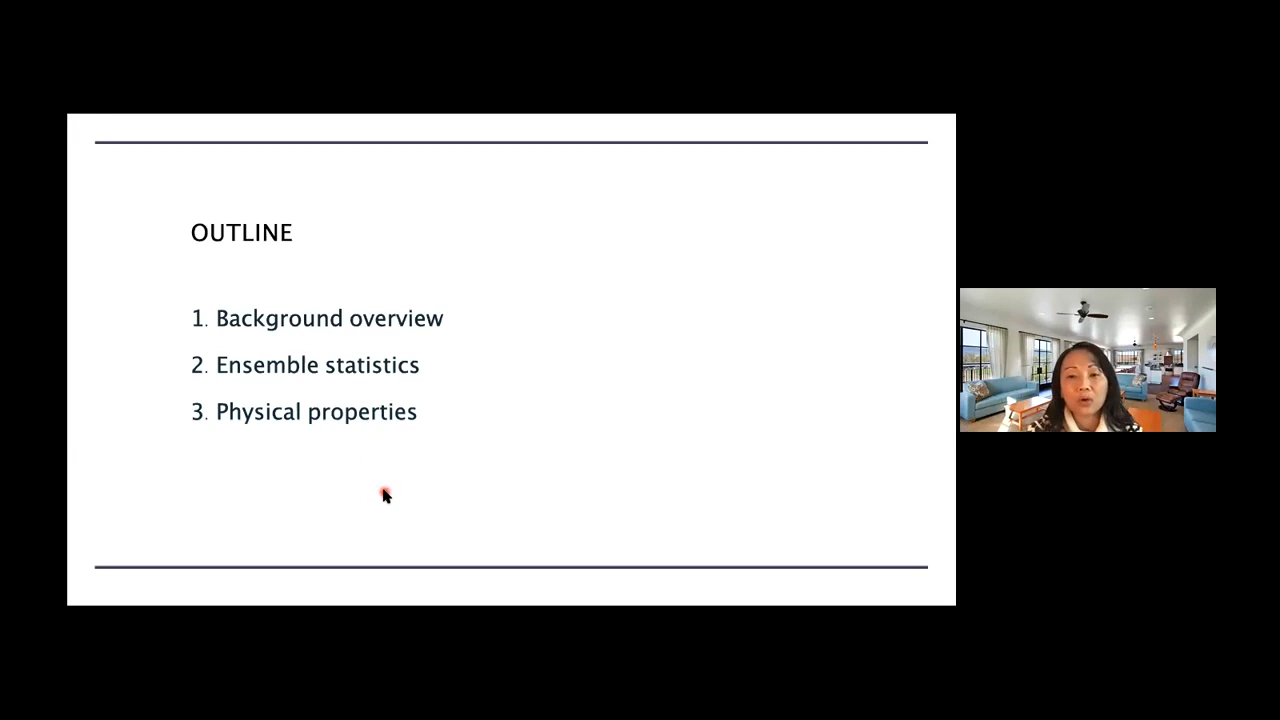 OUTLINE
1. Background overview
2. Ensemble statistics
3. Physical properties